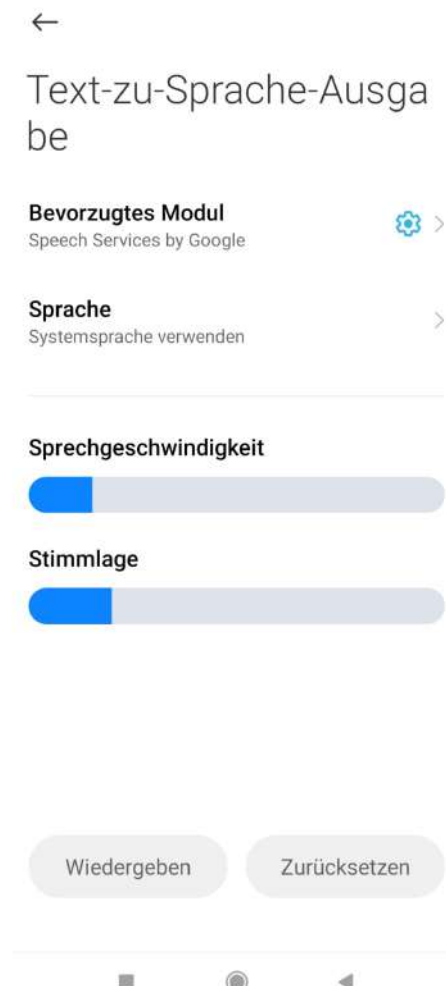 Text-zu-Sprache-Ausga
be
Bevorzugtes Modul
Speech Services by Google
Sprache
Systemsprache verwenden
Sprechgeschwindigkeit
Stimmlage
Wiedergeben
Zurücksetzen